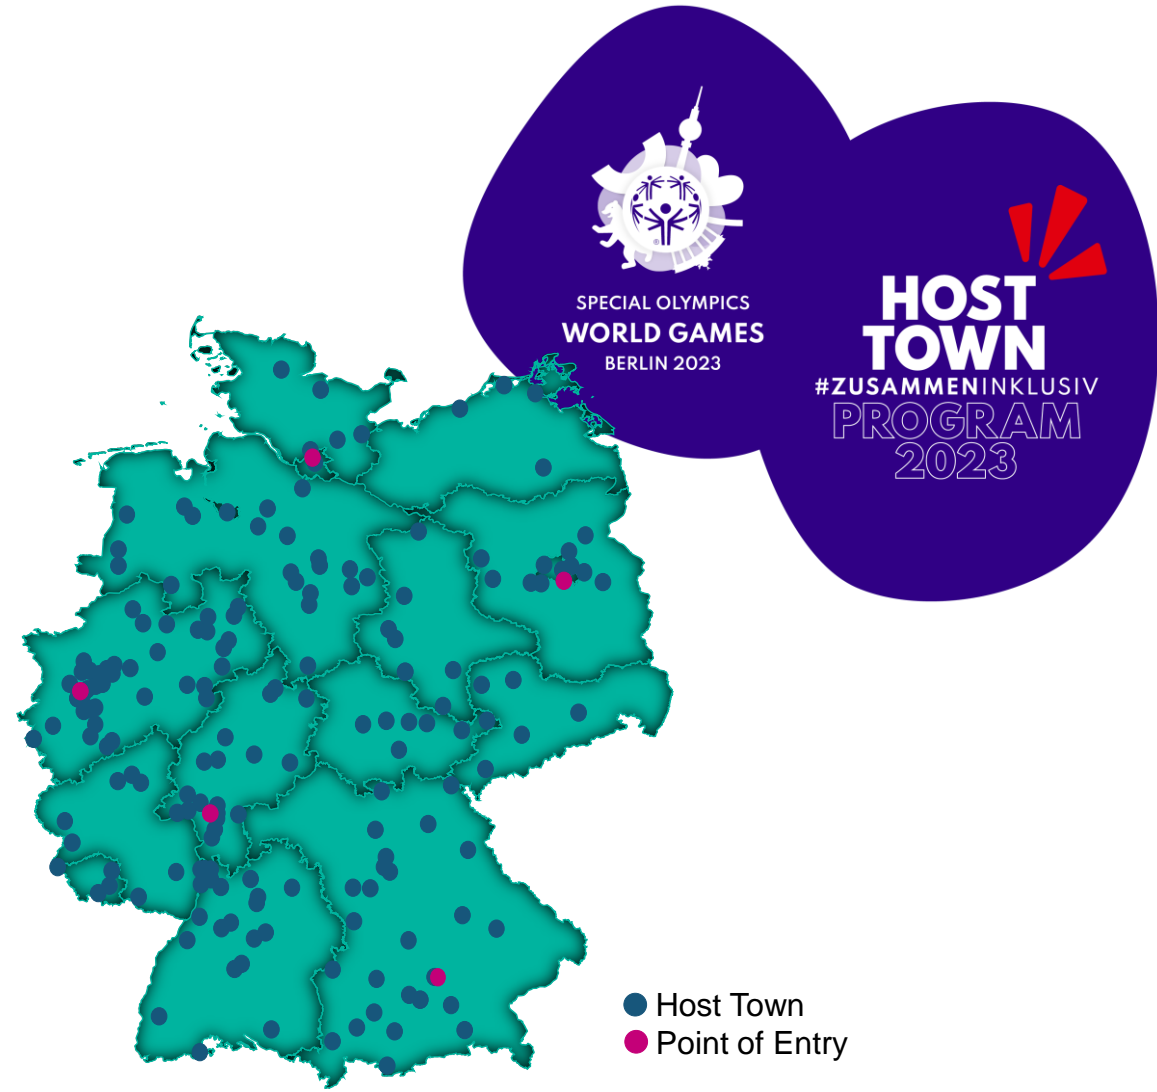 SPECIAL OLYMPICS
WORLD GAMES
BERLIN 2023
HOST
TOWN
#ZUSAMMENINKLUSIV
PROGRAM
2023
®
Host Town
Point of Entry